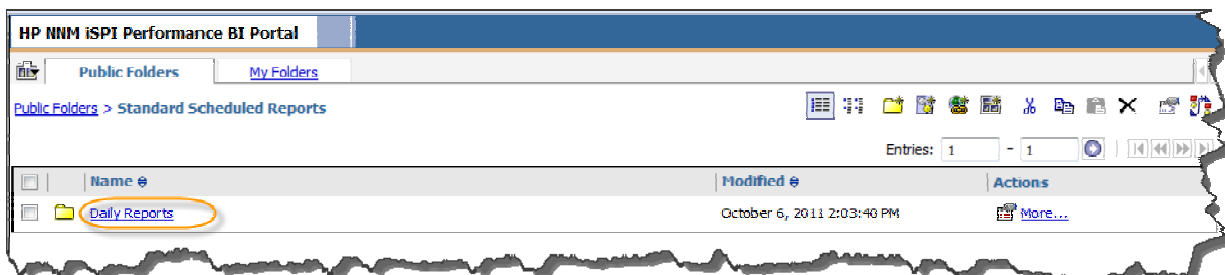 HP NNM iSPI Performance BI Portal
Public Folders My Folders
Public Folders > Standard Scheduled Reports
Entries: 1 - 1
Name Modified Actions
Daily Reports October 6, 2011 2:03:48 PM More...